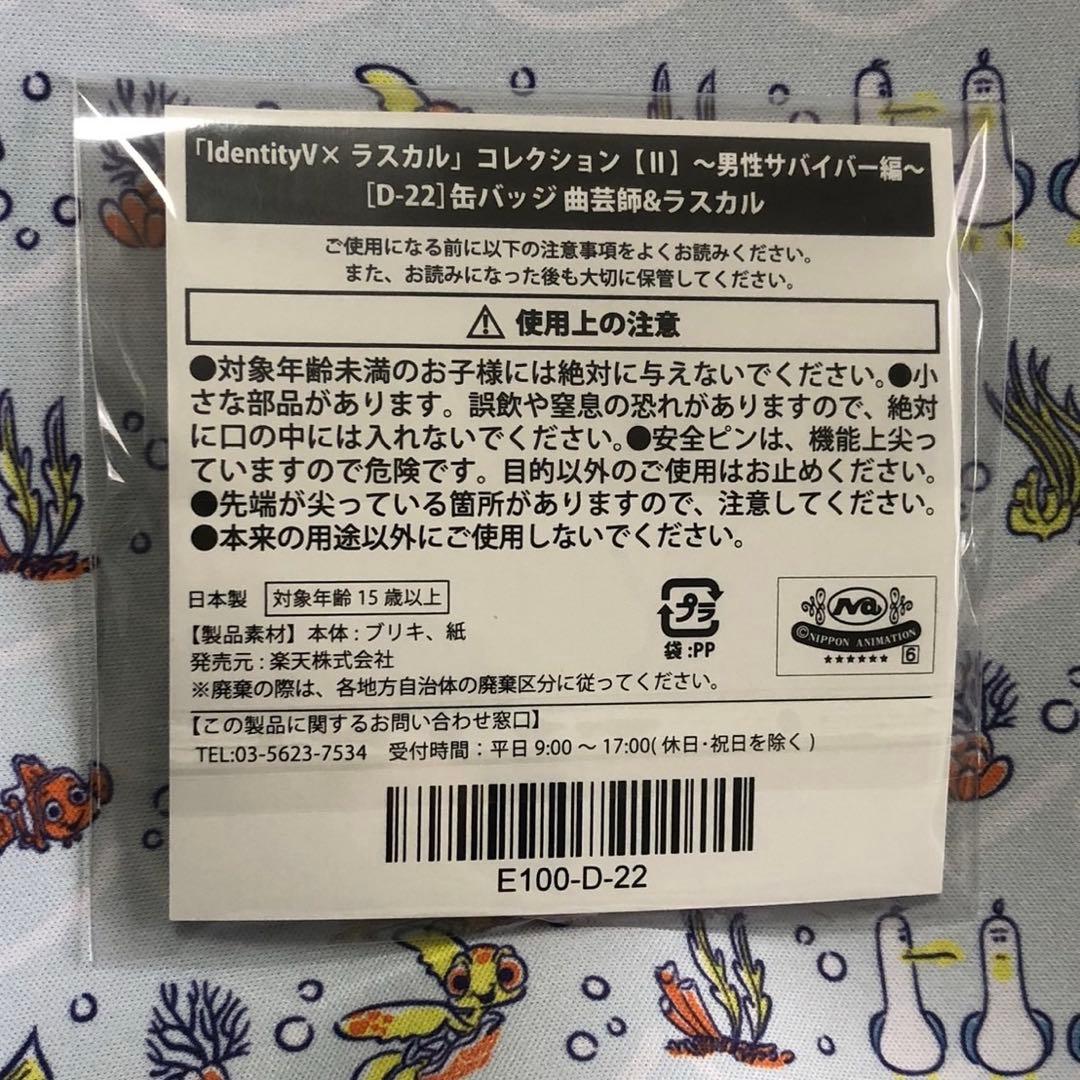 「IdentityV× ラスカル」コレクション【II】～男性サバイバー編～
[D-22]缶バッジ 曲芸師&ラスカル
ご使用になる前に以下の注意事項をよくお読みください。
また、お読みになった後も大切に保管してください。
使用上の注意
●対象年齢未満のお子様には絶対に与えないでください。●小
さな部品があります。誤飲や窒息の恐れがありますので、絶対
に口の中には入れないでください。●安全ピンは、機能上尖っ
ていますので危険です。目的以外のご使用はお止めください。
●先端が尖っている箇所がありますので、注意してください。
●本来の用途以外にご使用しないでください。
日本製 対象年齢 15 歳以上
【製品素材】本体 : ブリキ、紙
発売元 : 楽天株式会社
※廃棄の際は、各地方自治体の廃棄区分に従ってください。
プラ
袋 :PP
Na
©NIPPON ANIMATION
★★★★★★ 6
【この製品に関するお問い合わせ窓口】
TEL:03-5623-7534 受付時間 : 平日 9:00 ～ 17:00( 休日・祝日を除く )
E100-D-22